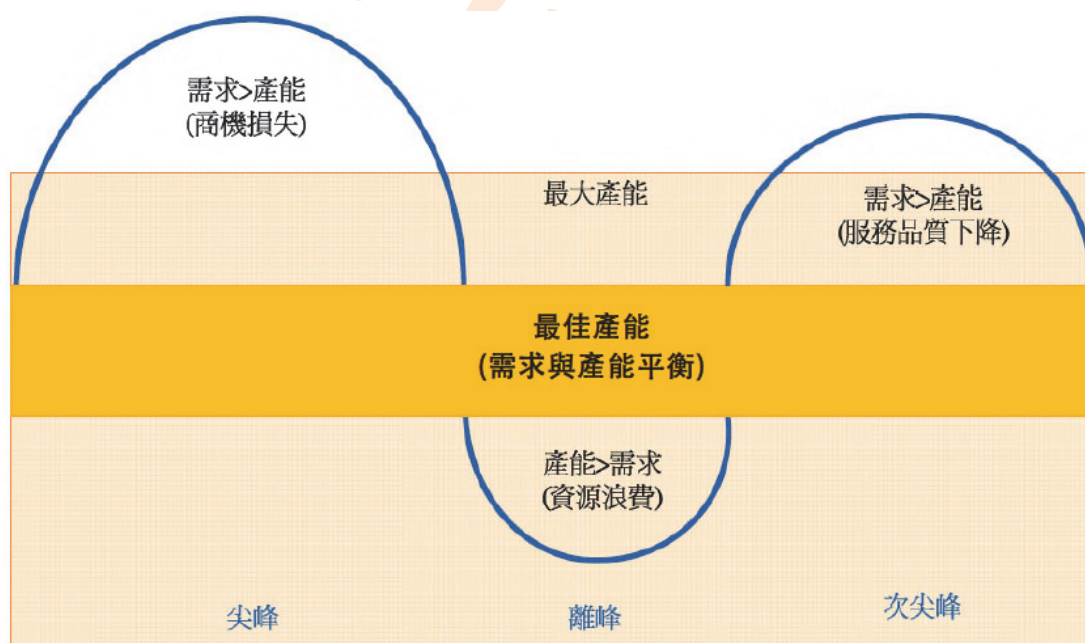 需求>產能
(商機損失)
最大產能
需求>產能
(服務品質下降)
最佳產能
(需求與產能平衡)
產能>需求
(資源浪費)
尖峰
離峰
次尖峰